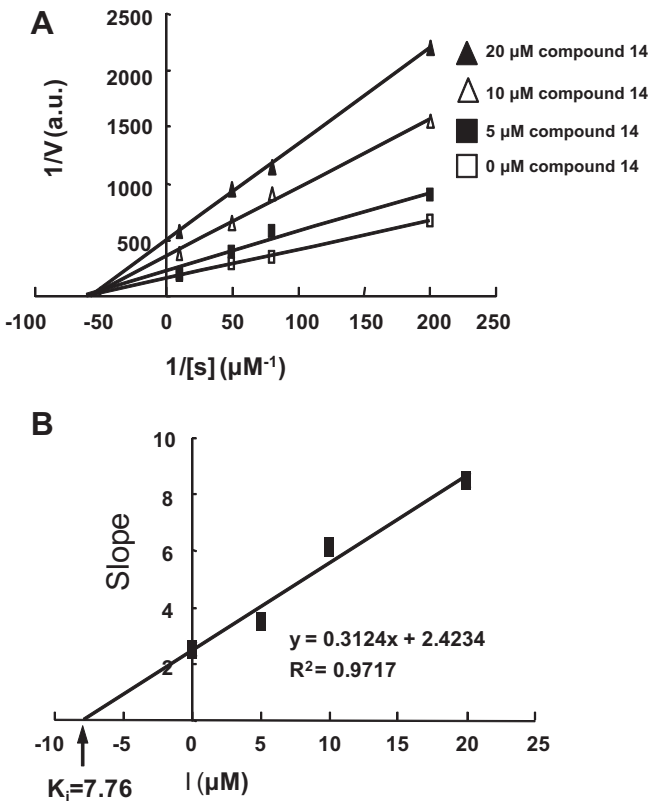 A
2500
2000
1500
1000
500
1/V (a.u.)
20 µM compound 14
10 µM compound 14
5 µM compound 14
0 µM compound 14
-100 -50 0 50 100 150 200 250
1/[s] (µM-1)
B
10
8
6
4
2
Slope
y = 0.3124x + 2.4234
R2 = 0.9717
-10 -5 0 5 10 15 20 25
Ki=7.76
I (µM)